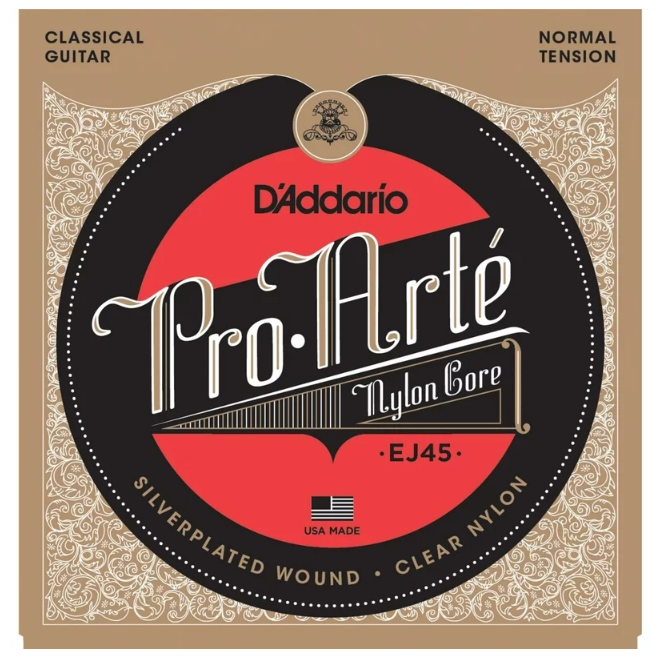 CLASSICAL
GUITAR
NORMAL
TENSION
D'Addario
Pro·Arté
Nylon Core
·EJ45·
USA MADE
SILVERPLATED WOUND • CLEAR NYLON